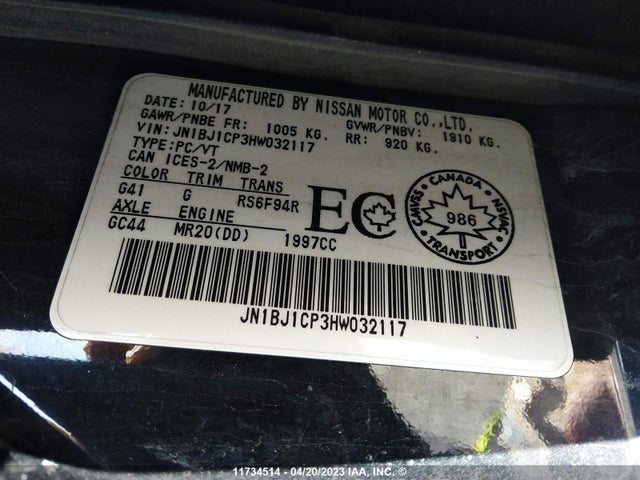 MANUFACTURED BY NISSAN MOTOR CO.,LTD.
DATE: 10/17
GAWR/PNBE FR: 1005 KG. GVWR/PNBV: 1910 KG.
VIN: JN1BJ1CP3HW032117 RR: 920 KG.
TYPE:PC/VT
CAN ICES-2/NMB-2
COLOR TRIM TRANS
G41 G RS6F94R
AXLE ENGINE
GC44 MR20(DD) 1997CC
EC
CANADA
CMVSS 986 NSVAC
TRANSPORT
JN1BJ1CP3HW032117
11734514 - 04/20/2023 IAA, INC. ©